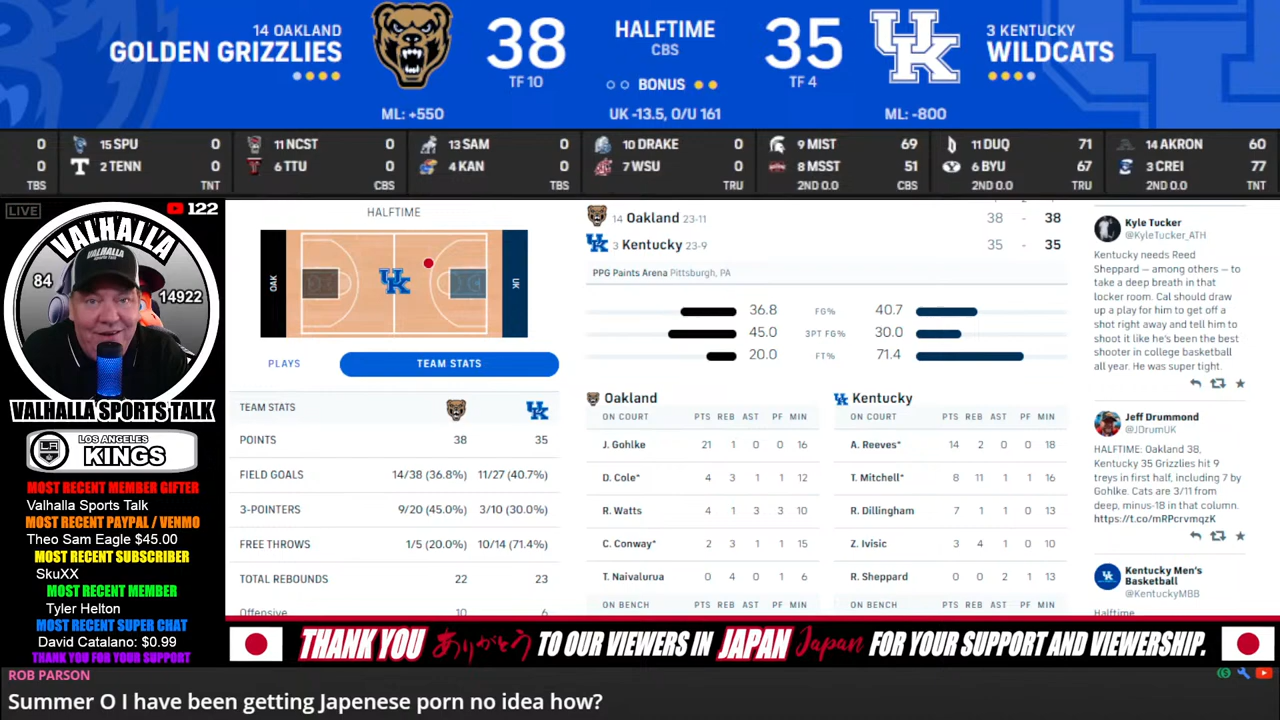 14 OAKLAND
GOLDEN GRIZZLIES
38
TF 10
HALFTIME
CBS
BONUS
35
TF 4
3 KENTUCKY
WILDCATS
ML: +550
UK -13.5, O/U 161
ML: -800
0
0
TBS
15 SPU 0
2 TENN 0
TNT
11 NCST 0
6 TTU 0
CBS
13 SAM 0
4 KAN 0
TBS
10 DRAKE 0
7 WSU 0
TRU
9 MIST 69
8 MSST 51
2ND 0.0 CBS
11 DUQ 71
6 BYU 67
2ND 0.0 TRU
14 AKRON 60
3 CREI 77
2ND 0.0 TNT
LIVE
122
VALHALLA
84
14922
VALHALLA SPORTS TALK
LOS ANGELES
KINGS
MOST RECENT MEMBER GIFTER
Valhalla Sports Talk
MOST RECENT PAYPAL / VENMO
Theo Sam Eagle $45.00
MOST RECENT SUBSCRIBER
SkuXX
MOST RECENT MEMBER
Tyler Helton
MOST RECENT SUPER CHAT
David Catalano: $0.99
THANK YOU FOR YOUR SUPPORT
HALFTIME
OAK
UK
UK
PLAYS
TEAM STATS
TEAM STATS
POINTS 38 35
FIELD GOALS 14/38 (36.8%) 11/27 (40.7%)
3-POINTERS 9/20 (45.0%) 3/10 (30.0%)
FREE THROWS 1/5 (20.0%) 10/14 (71.4%)
TOTAL REBOUNDS 22 23
Offensive 10 6
14 Oakland 23-11 38 - 38
3 Kentucky 23-9 35 - 35
PPG Paints Arena Pittsburgh, PA
36.8 FG% 40.7
45.0 3PT FG% 30.0
20.0 FT% 71.4
Oakland
ON COURT PTS REB AST PF MIN
J. Gohlke 21 1 0 0 16
D. Cole* 4 3 1 1 12
R. Watts 4 1 3 3 10
C. Conway* 2 3 1 1 15
T. Naivalurua 0 4 0 1 6
ON BENCH PTS REB AST PF MIN
Kentucky
ON COURT PTS REB AST PF MIN
A. Reeves* 14 2 0 0 18
T. Mitchell* 8 11 1 1 16
R. Dillingham 7 1 1 0 13
Z. Ivisic 3 4 1 0 10
R. Sheppard 0 0 2 1 13
ON BENCH PTS REB AST PF MIN
Kyle Tucker
@KyleTucker_ATH
Kentucky needs Reed
Sheppard — among others — to
take a deep breath in that
locker room. Cal should draw
up a play for him to get off a
shot right away and tell him to
shoot it like he's been the best
shooter in college basketball
all year. He was super tight.
Jeff Drummond
@JDrumUK
HALFTIME: Oakland 38,
Kentucky 35 Grizzlies hit 9
treys in first half, including 7 by
Gohlke. Cats are 3/11 from
deep, minus-18 in that corner.
https://t.co/mRPcrvmqzK
Kentucky Men's
Basketball
@KentuckyMBB
Halftime
THANK YOU ありがとう TO OUR VIEWERS IN JAPAN Japan FOR YOUR SUPPORT AND VIEWERSHIP.
ROB PARSON
Summer O I have been getting Japenese porn no idea how?